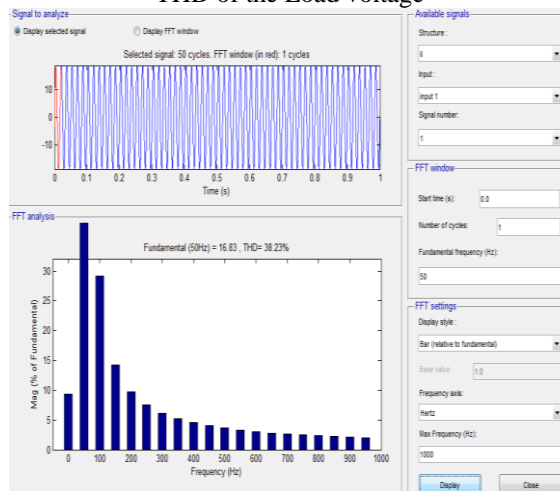 THD of the Load voltage
Signal to analyze
Display selected signal
Display FFT window
Selected signal: 50 cycles. FFT window (in red): 1 cycles
10
0
-10
0 0.1 0.2 0.3 0.4 0.5 0.6 0.7 0.8 0.9 1
Time (s)
FFT analysis
Fundamental (50Hz) = 16.83 , THD= 38.23%
Mag (% of Fundamental)
30
25
20
15
10
5
0
0 100 200 300 400 500 600 700 800 900 1000
Frequency (Hz)
Available signals
Structure :
Input :
input 1
Signal number:
1
FFT window
Start time (s): 0.0
Number of cycles: 1
Fundamental frequency (Hz):
50
FFT settings
Display style :
Bar (relative to fundamental)
Base value: 1.0
Frequency axis:
Hertz
Max Frequency (Hz):
1000
Display
Close